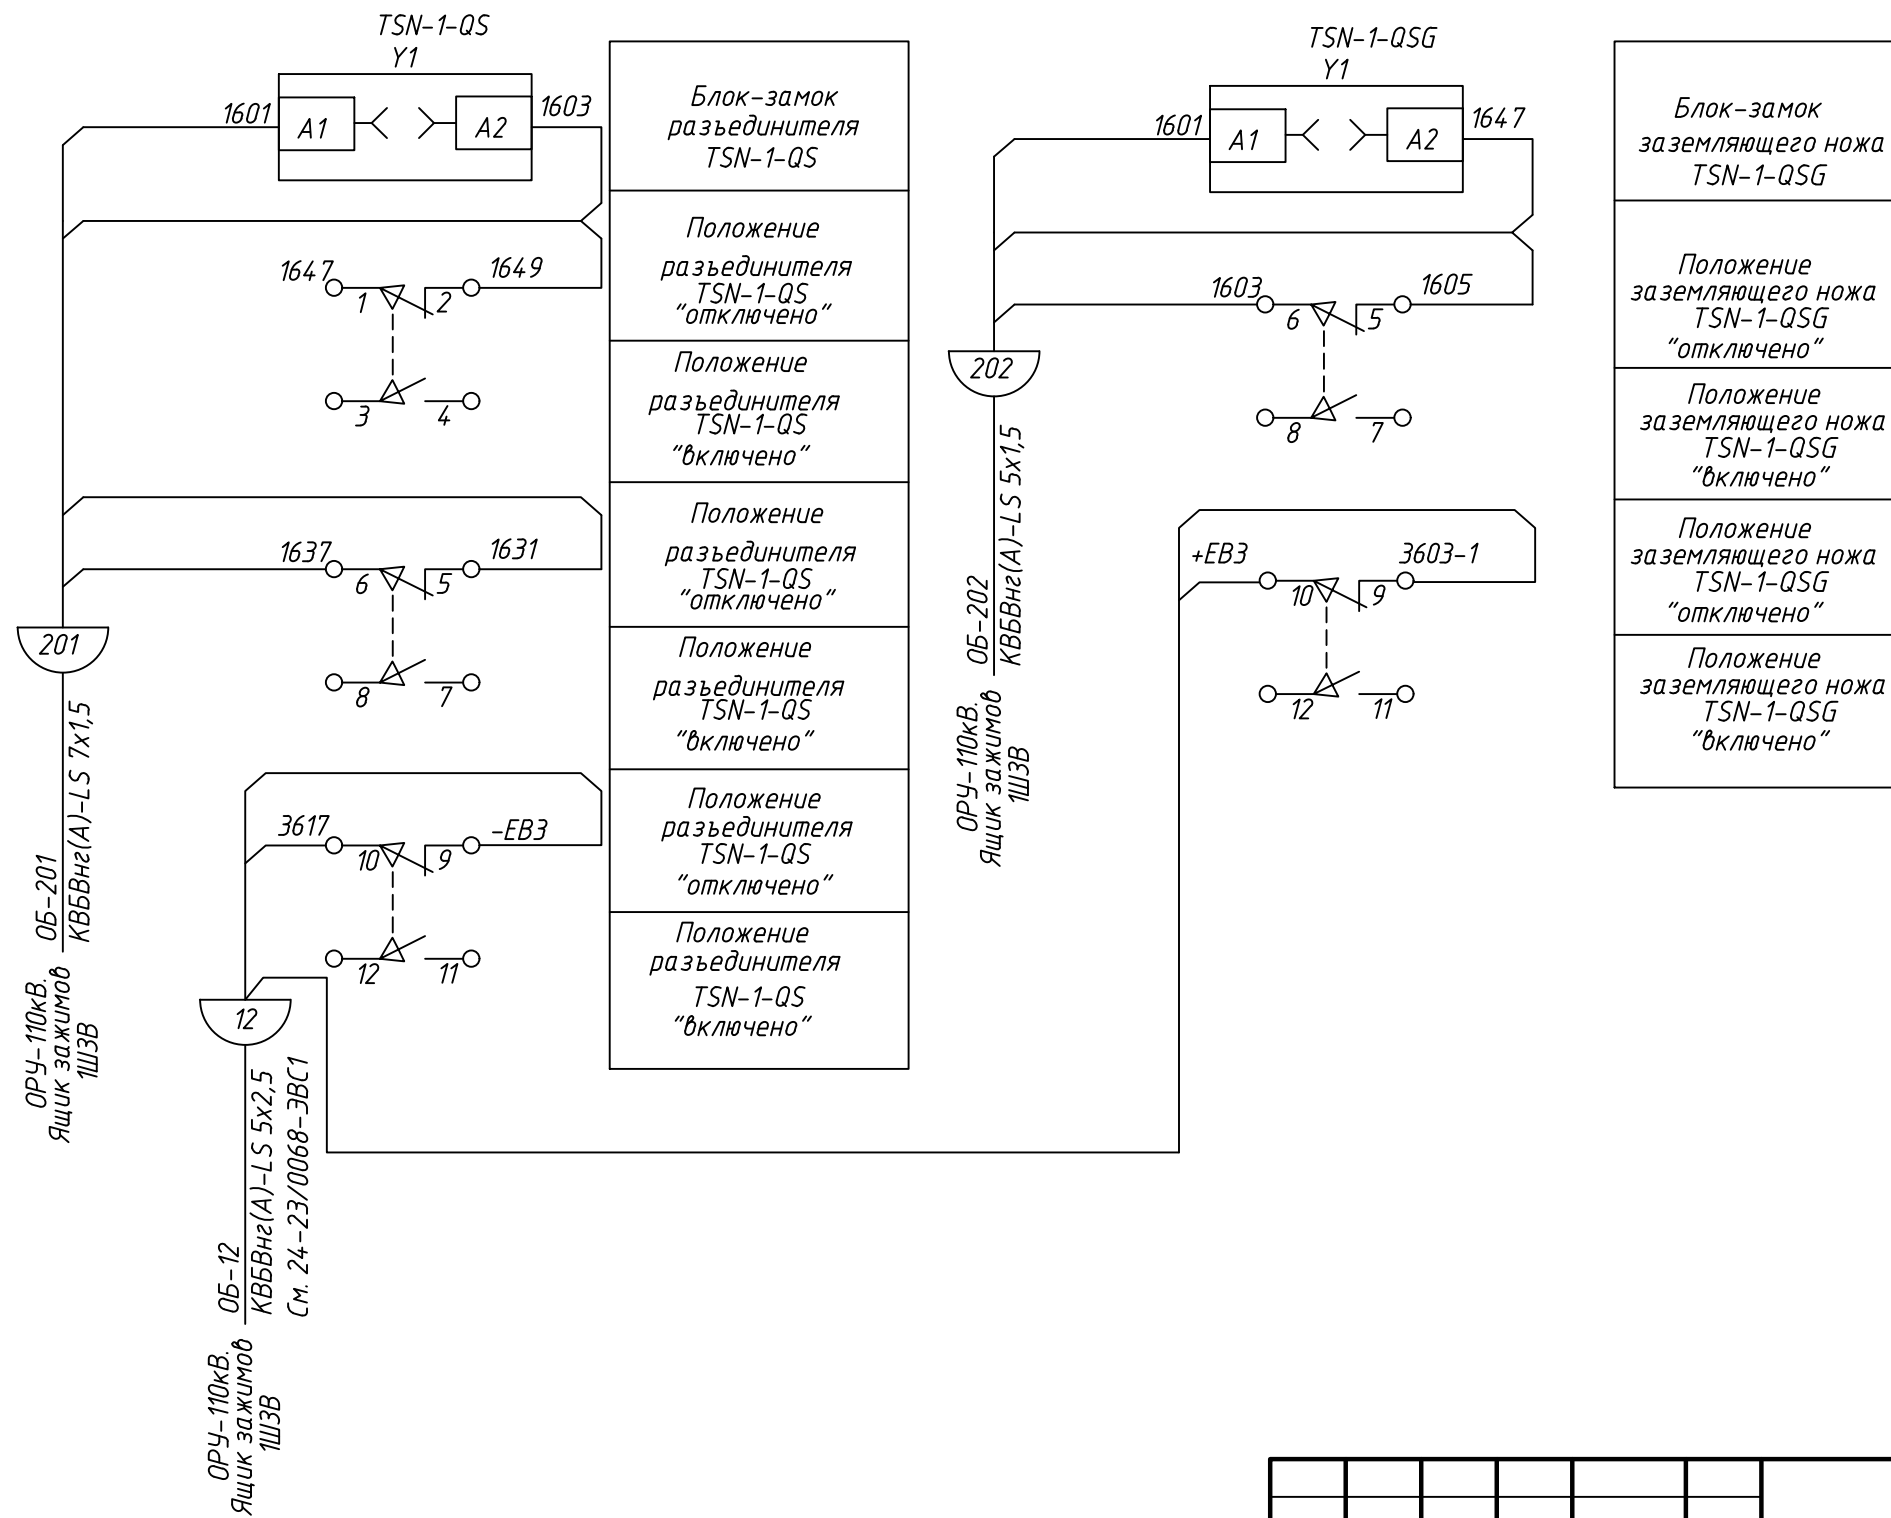 TSN-1-QS
Y1
1601
A1
A2
1603
Блок-замок
разъединителя
TSN-1-QS
Положение
разъединителя
TSN-1-QS
"отключено"
1647
1
2
1649
3
4
Положение
разъединителя
TSN-1-QS
"включено"
Положение
разъединителя
TSN-1-QS
"отключено"
1637
6
5
1631
8
7
Положение
разъединителя
TSN-1-QS
"включено"
Положение
разъединителя
TSN-1-QS
"отключено"
3617
10
9
-ЕВ3
12
11
Положение
разъединителя
TSN-1-QS
"включено"
201
ОБ-201
КВБВнг(А)-LS 7х1,5
ОРУ-110кВ.
Ящик зажимов
1ШЗВ
12
ОБ-12
КВБВнг(А)-LS 5х2,5
См. 24-23/0068-ЭВС1
ОРУ-110кВ.
Ящик зажимов
1ШЗВ
TSN-1-QSG
Y1
1601
A1
A2
1647
Блок-замок
заземляющего ножа
TSN-1-QSG
1603
6
5
1605
8
7
Положение
заземляющего ножа
TSN-1-QSG
"отключено"
Положение
заземляющего ножа
TSN-1-QSG
"включено"
202
ОБ-202
КВБВнг(А)-LS 5х1,5
ОРУ-110кВ.
Ящик зажимов
1ШЗВ
+ЕВ3
10
9
3603-1
12
11
Положение
заземляющего ножа
TSN-1-QSG
"отключено"
Положение
заземляющего ножа
TSN-1-QSG
"включено"